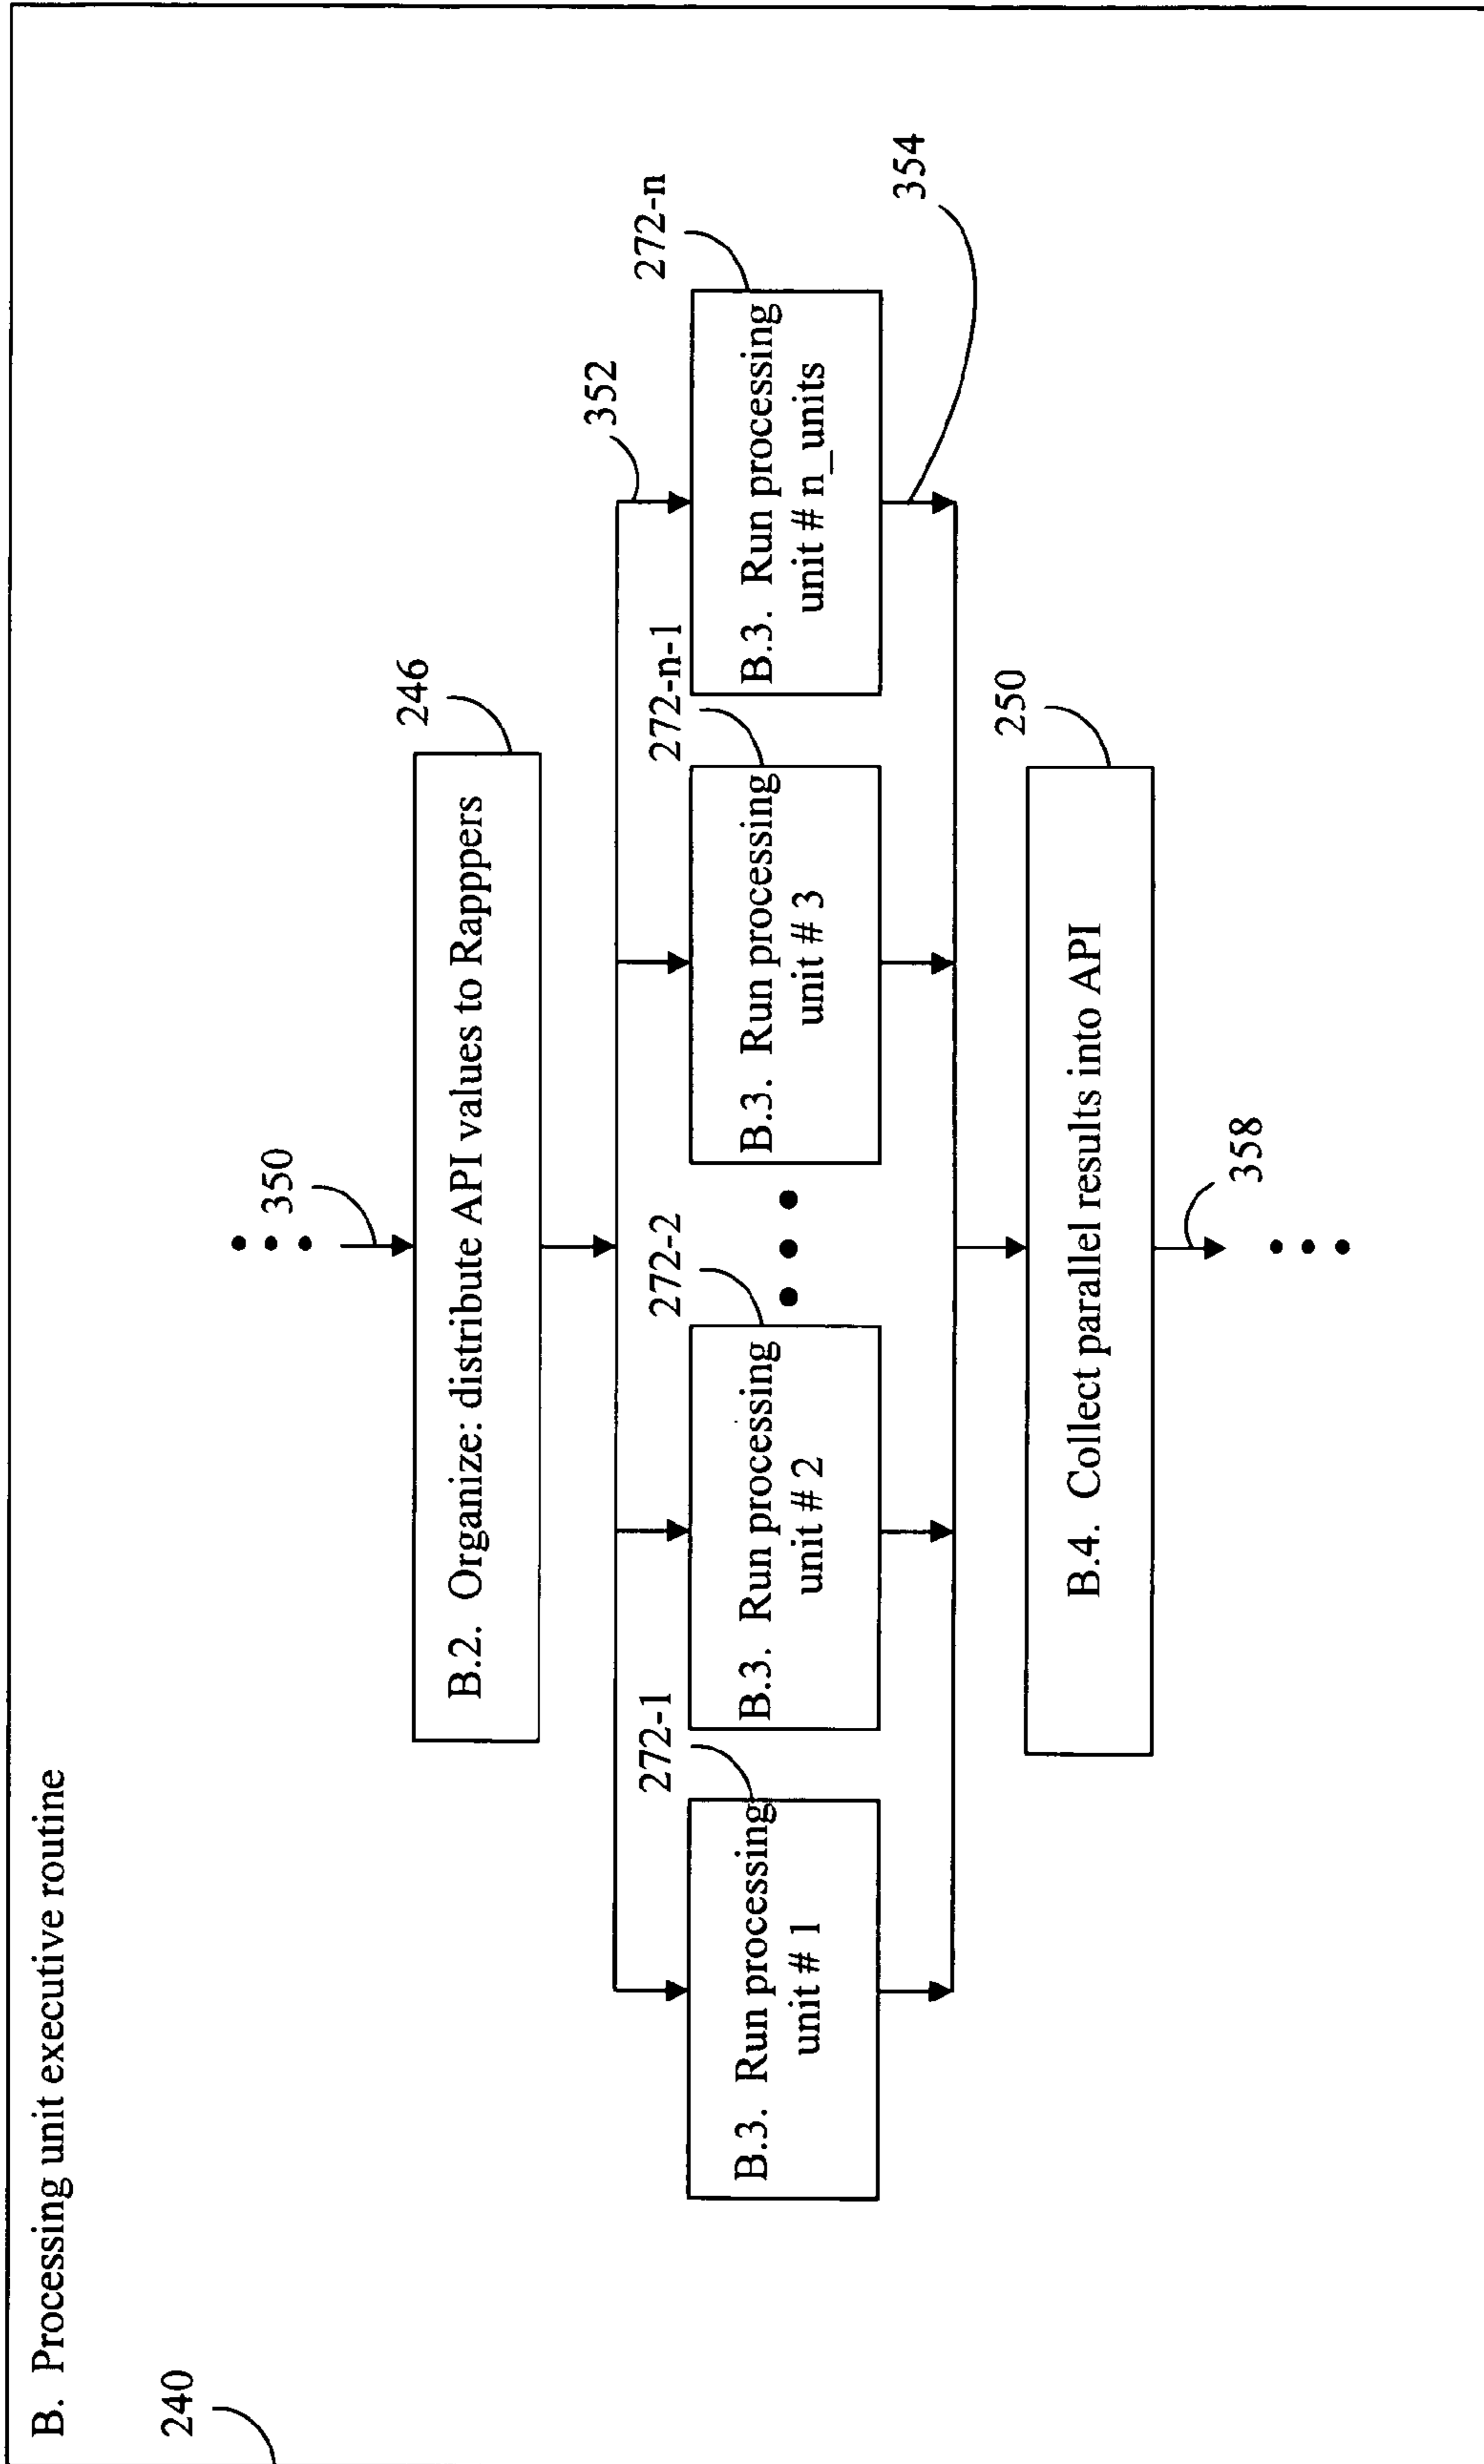 B. Processing unit executive routine
240
350
246
B.2. Organize: distribute API values to Rappers
352
272-1
272-2
272-n-1
272-n
B.3. Run processing
unit # 1
B.3. Run processing
unit # 2
B.3. Run processing
unit # 3
B.3. Run processing
unit # n_units
354
250
B.4. Collect parallel results into API
358